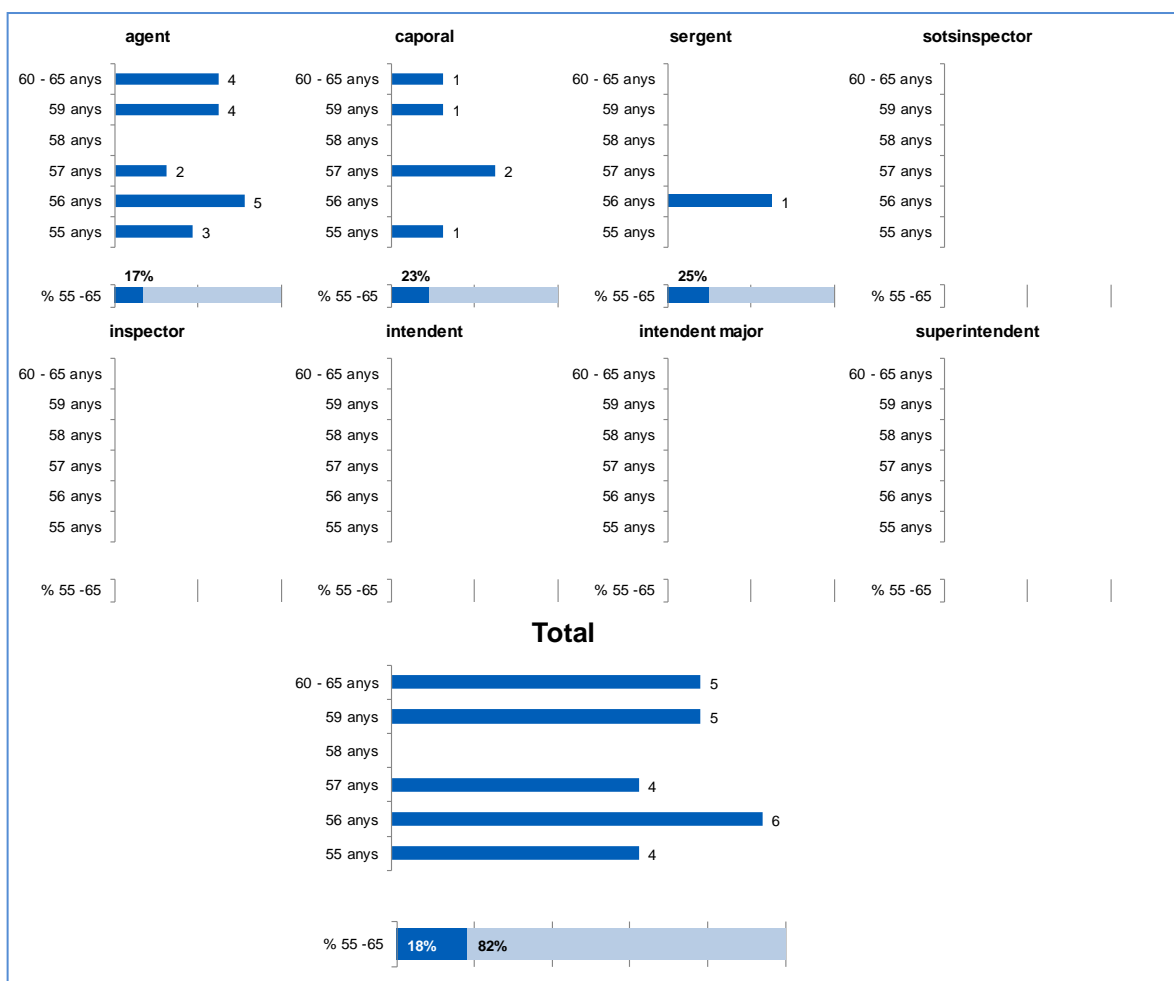 agent
60 - 65 anys 4
59 anys 4
58 anys
57 anys 2
56 anys 5
55 anys 3
17%
% 55 -65
caporal
60 - 65 anys 1
59 anys 1
58 anys
57 anys 2
56 anys
55 anys 1
23%
% 55 -65
sergent
60 - 65 anys
59 anys
58 anys
57 anys
56 anys 1
55 anys
25%
% 55 -65
sotsinspector
60 - 65 anys
59 anys
58 anys
57 anys
56 anys
55 anys
% 55 -65
inspector
60 - 65 anys
59 anys
58 anys
57 anys
56 anys
55 anys
% 55 -65
intendent
60 - 65 anys
59 anys
58 anys
57 anys
56 anys
55 anys
% 55 -65
intendent major
60 - 65 anys
59 anys
58 anys
57 anys
56 anys
55 anys
% 55 -65
superintendent
60 - 65 anys
59 anys
58 anys
57 anys
56 anys
55 anys
% 55 -65
Total
60 - 65 anys 5
59 anys 5
58 anys
57 anys 4
56 anys 6
55 anys 4
% 55 -65 18% 82%